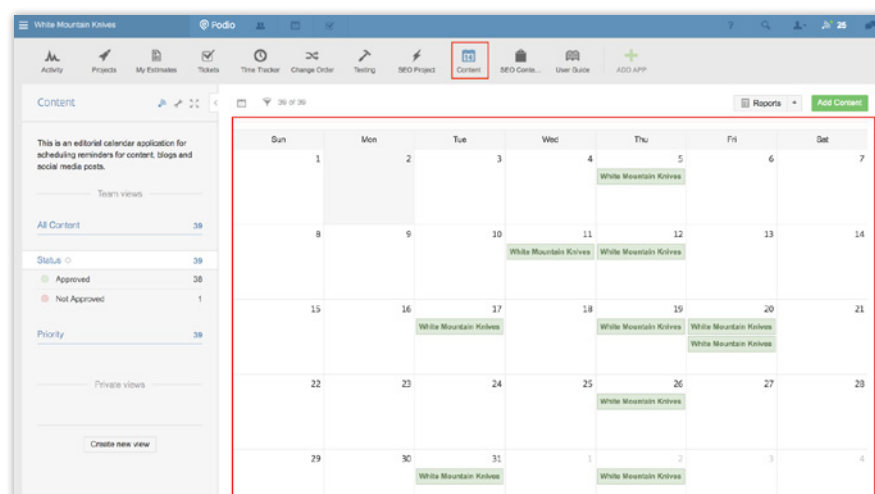 White Mountain Knives
Podio
? 26
Activity Projects My Estimates Tickets Time Tracker Change Order Testing SEO Project Content SEO Conte... User Guide ADD APP
14
Content
39 of 39
Reports
Add Content
This is an editorial calendar application for
scheduling reminders for content, blogs and
social media posts.
Team views
All Content 39
Status 39
Approved 38
Not Approved 1
Priority 39
Private views
Create new view
Sun Mon Tue Wed Thu Fri Sat
1 2 3 4 5 6 7
White Mountain Knives
8 9 10 11 12 13 14
White Mountain Knives White Mountain Knives
15 16 17 18 19 20 21
White Mountain Knives White Mountain Knives White Mountain Knives
White Mountain Knives
22 23 24 25 26 27 28
White Mountain Knives
29 30 31 1 2 3 4
White Mountain Knives White Mountain Knives